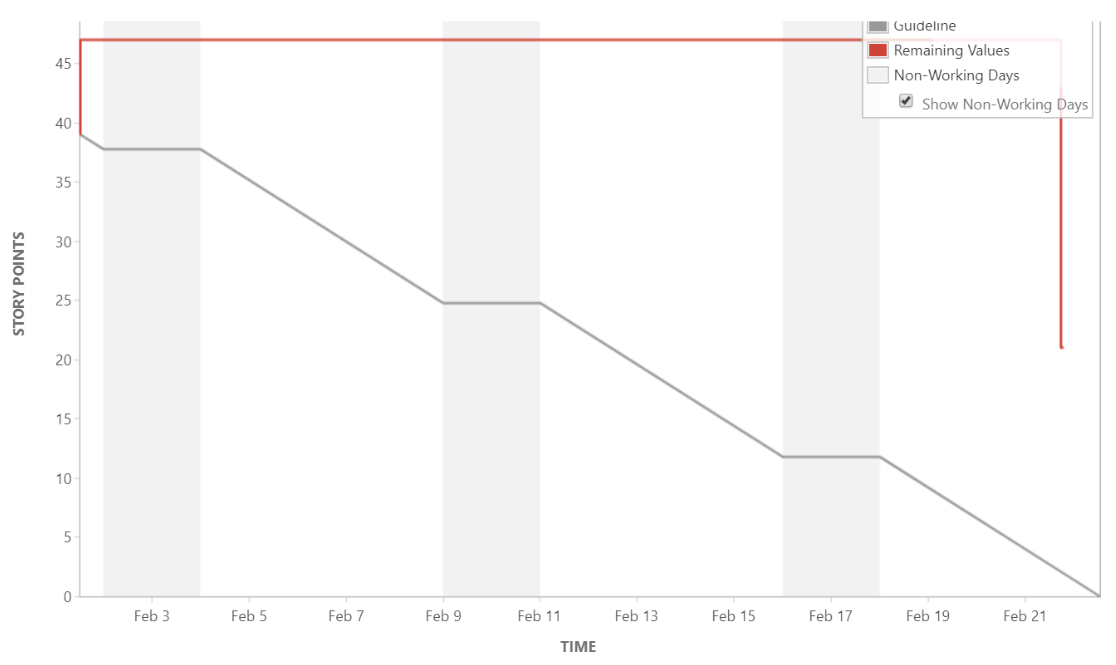 Guideline
Remaining Values
Non-Working Days
Show Non-Working Days
45
40
35
30
25
20
15
10
5
0
STORY POINTS
Feb 3 Feb 5 Feb 7 Feb 9 Feb 11 Feb 13 Feb 15 Feb 17 Feb 19 Feb 21
TIME